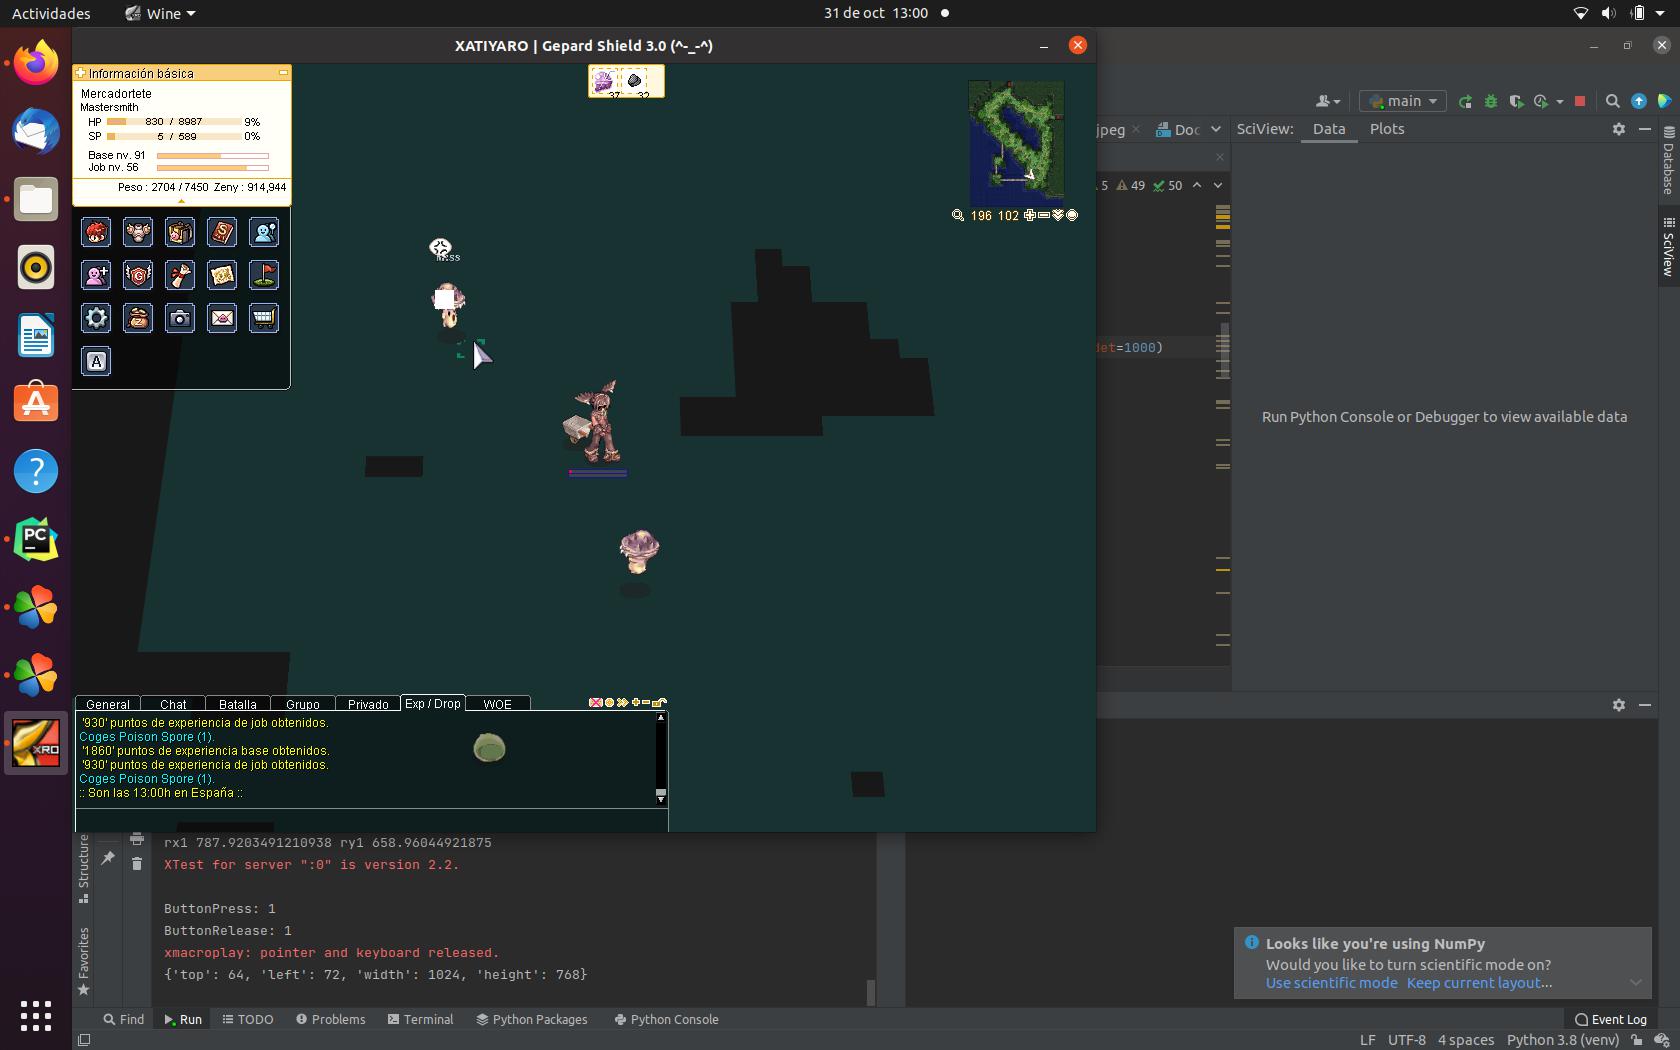 Actividades
Wine
31 de oct 13:00
XATIYARO | Gepard Shield 3.0 (^-_-^)
Información básica
Mercadortete
Mastersmith
HP 830 / 8987 9%
SP 5 / 589 0%
Base nv. 91
Job nv. 56
Peso : 2704 / 7450 Zeny : 914,944
37 32
196 102
Miss
A
main
jpeg
Doc
SciView:
Data
Plots
5 49 50
Database
SciView
det=1000)
Run Python Console or Debugger to view available data
General
Chat
Batalla
Grupo
Privado
Exp / Drop
WOE
'930' puntos de experiencia de job obtenidos.
Coges Poison Spore (1).
'1860' puntos de experiencia base obtenidos.
'930' puntos de experiencia de job obtenidos.
Coges Poison Spore (1).
:: Son las 13:00h en España ::
PC
XRO
Structure
Favorites
rx1 787.9203491210938 ry1 658.96044921875
XTest for server ":0" is version 2.2.
ButtonPress: 1
ButtonRelease: 1
xmacroplay: pointer and keyboard released.
{'top': 64, 'left': 72, 'width': 1024, 'height': 768}
Looks like you're using NumPy
Would you like to turn scientific mode on?
Use scientific mode Keep current layout...
Find
Run
TODO
Problems
Terminal
Python Packages
Python Console
Event Log
LF UTF-8 4 spaces Python 3.8 (venv)